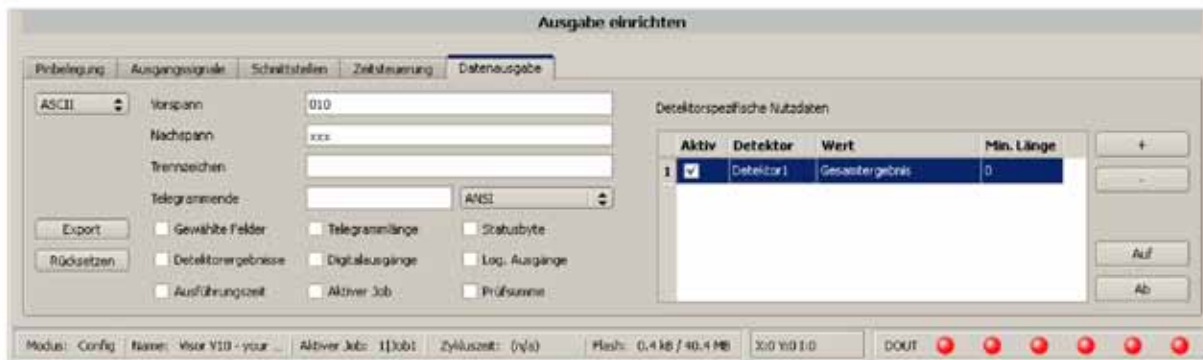 Ausgabe einrichten
Pinbelegung Ausgangssignale Schnittstellen Zeitsteuerung Datenausgabe
ASCII Vorspann 010 Detektorspezifische Nutzdaten
Nachspann xxx
Aktiv Detektor Wert Min. Länge +
Trennzeichen
1 Detektor1 Gesamtergebnis 0
Telegrammende ANSI -
Export Gewählte Felder Telegrammlänge Statusbyte
Rücksetzen Detektorergebnisse Digitalausgänge Log. Ausgänge Auf
Ausführungszeit Aktiver Job Prüfsumme Ab
Modus: Config Name: Visor V10 - your ... Aktiver Job: 1|Job1 Zykluszeit: (n/a) Flash: 0.4 kB / 40.4 MB X:0 Y:0 I:0 DOUT